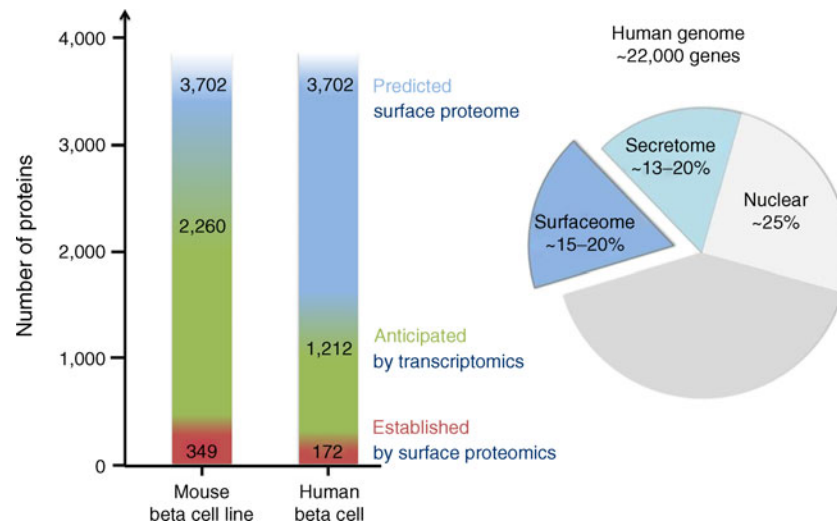 Number of proteins
4,000
3,000
2,000
1,000
0
3,702
2,260
349
3,702
1,212
172
Mouse
beta cell line
Human
beta cell
Predicted
surface proteome
Anticipated
by transcriptomics
Established
by surface proteomics
Human genome
~22,000 genes
Secretome
~13–20%
Nuclear
~25%
Surfaceome
~15–20%